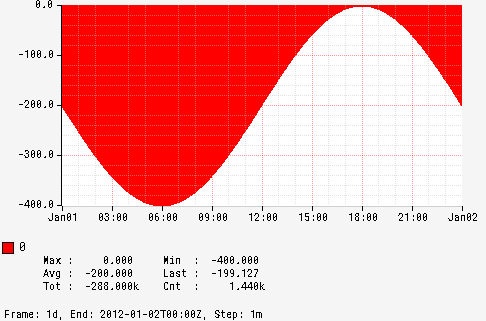 0.0
-100.0
-200.0
-300.0
-400.0
Jan01 03:00 06:00 09:00 12:00 15:00 18:00 21:00 Jan02
0
Max : 0.000 Min : -400.000
Avg : -200.000 Last : -199.127
Tot : -288.000k Cnt : 1.440k
Frame: 1d, End: 2012-01-02T00:00Z, Step: 1m